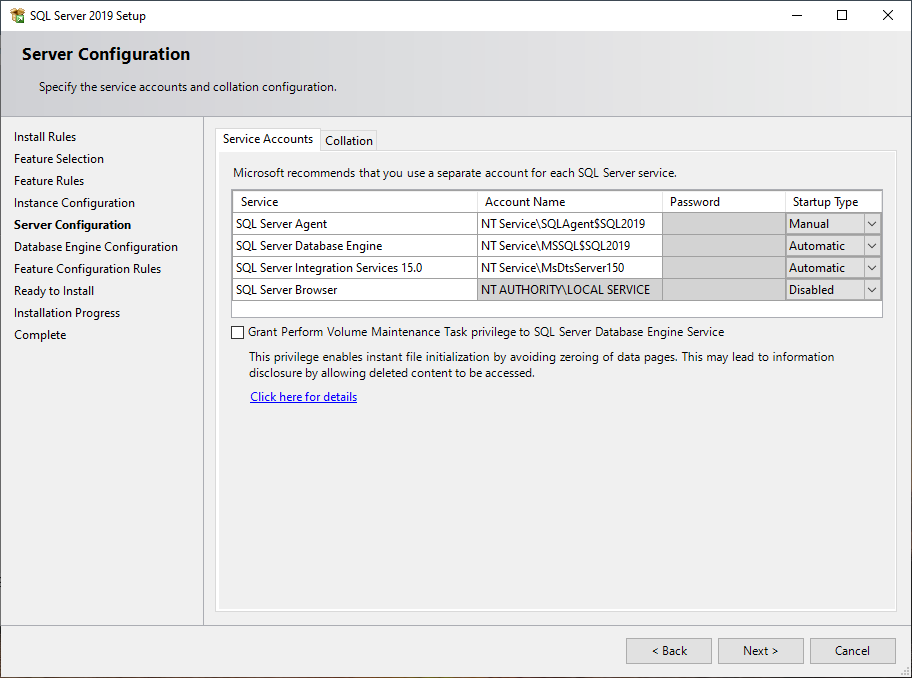 SQL Server 2019 Setup
Server Configuration
Specify the service accounts and collation configuration.
Install Rules
Feature Selection
Feature Rules
Instance Configuration
Server Configuration
Database Engine Configuration
Feature Configuration Rules
Ready to Install
Installation Progress
Complete
Service Accounts Collation
Microsoft recommends that you use a separate account for each SQL Server service.
Service Account Name Password Startup Type
SQL Server Agent NT Service\SQLAgent$SQL2019 Manual
SQL Server Database Engine NT Service\MSSQL$SQL2019 Automatic
SQL Server Integration Services 15.0 NT Service\MsDtsServer150 Automatic
SQL Server Browser NT AUTHORITY\LOCAL SERVICE Disabled
Grant Perform Volume Maintenance Task privilege to SQL Server Database Engine Service
This privilege enables instant file initialization by avoiding zeroing of data pages. This may lead to information
disclosure by allowing deleted content to be accessed.
Click here for details
< Back Next > Cancel